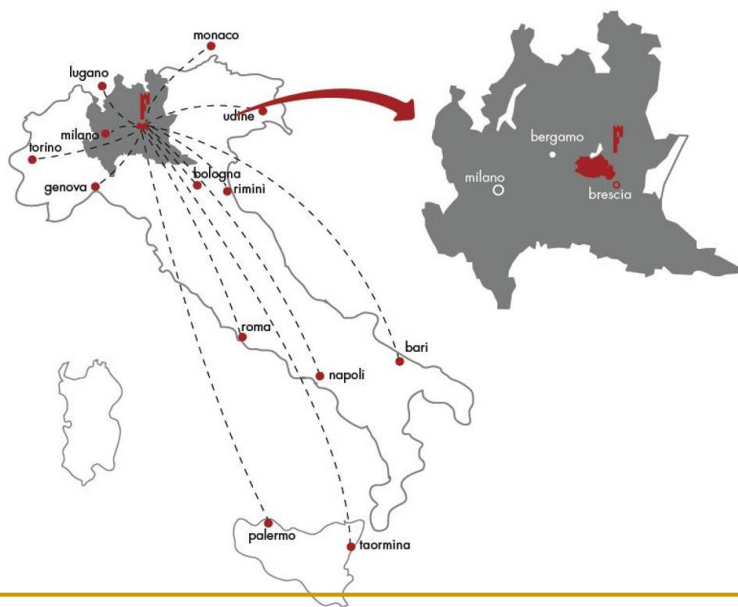 monaco
lugano
udine
milano
torino
bologna
genova
rimini
roma
bari
napoli
palermo
taormina
bergamo
milano
brescia